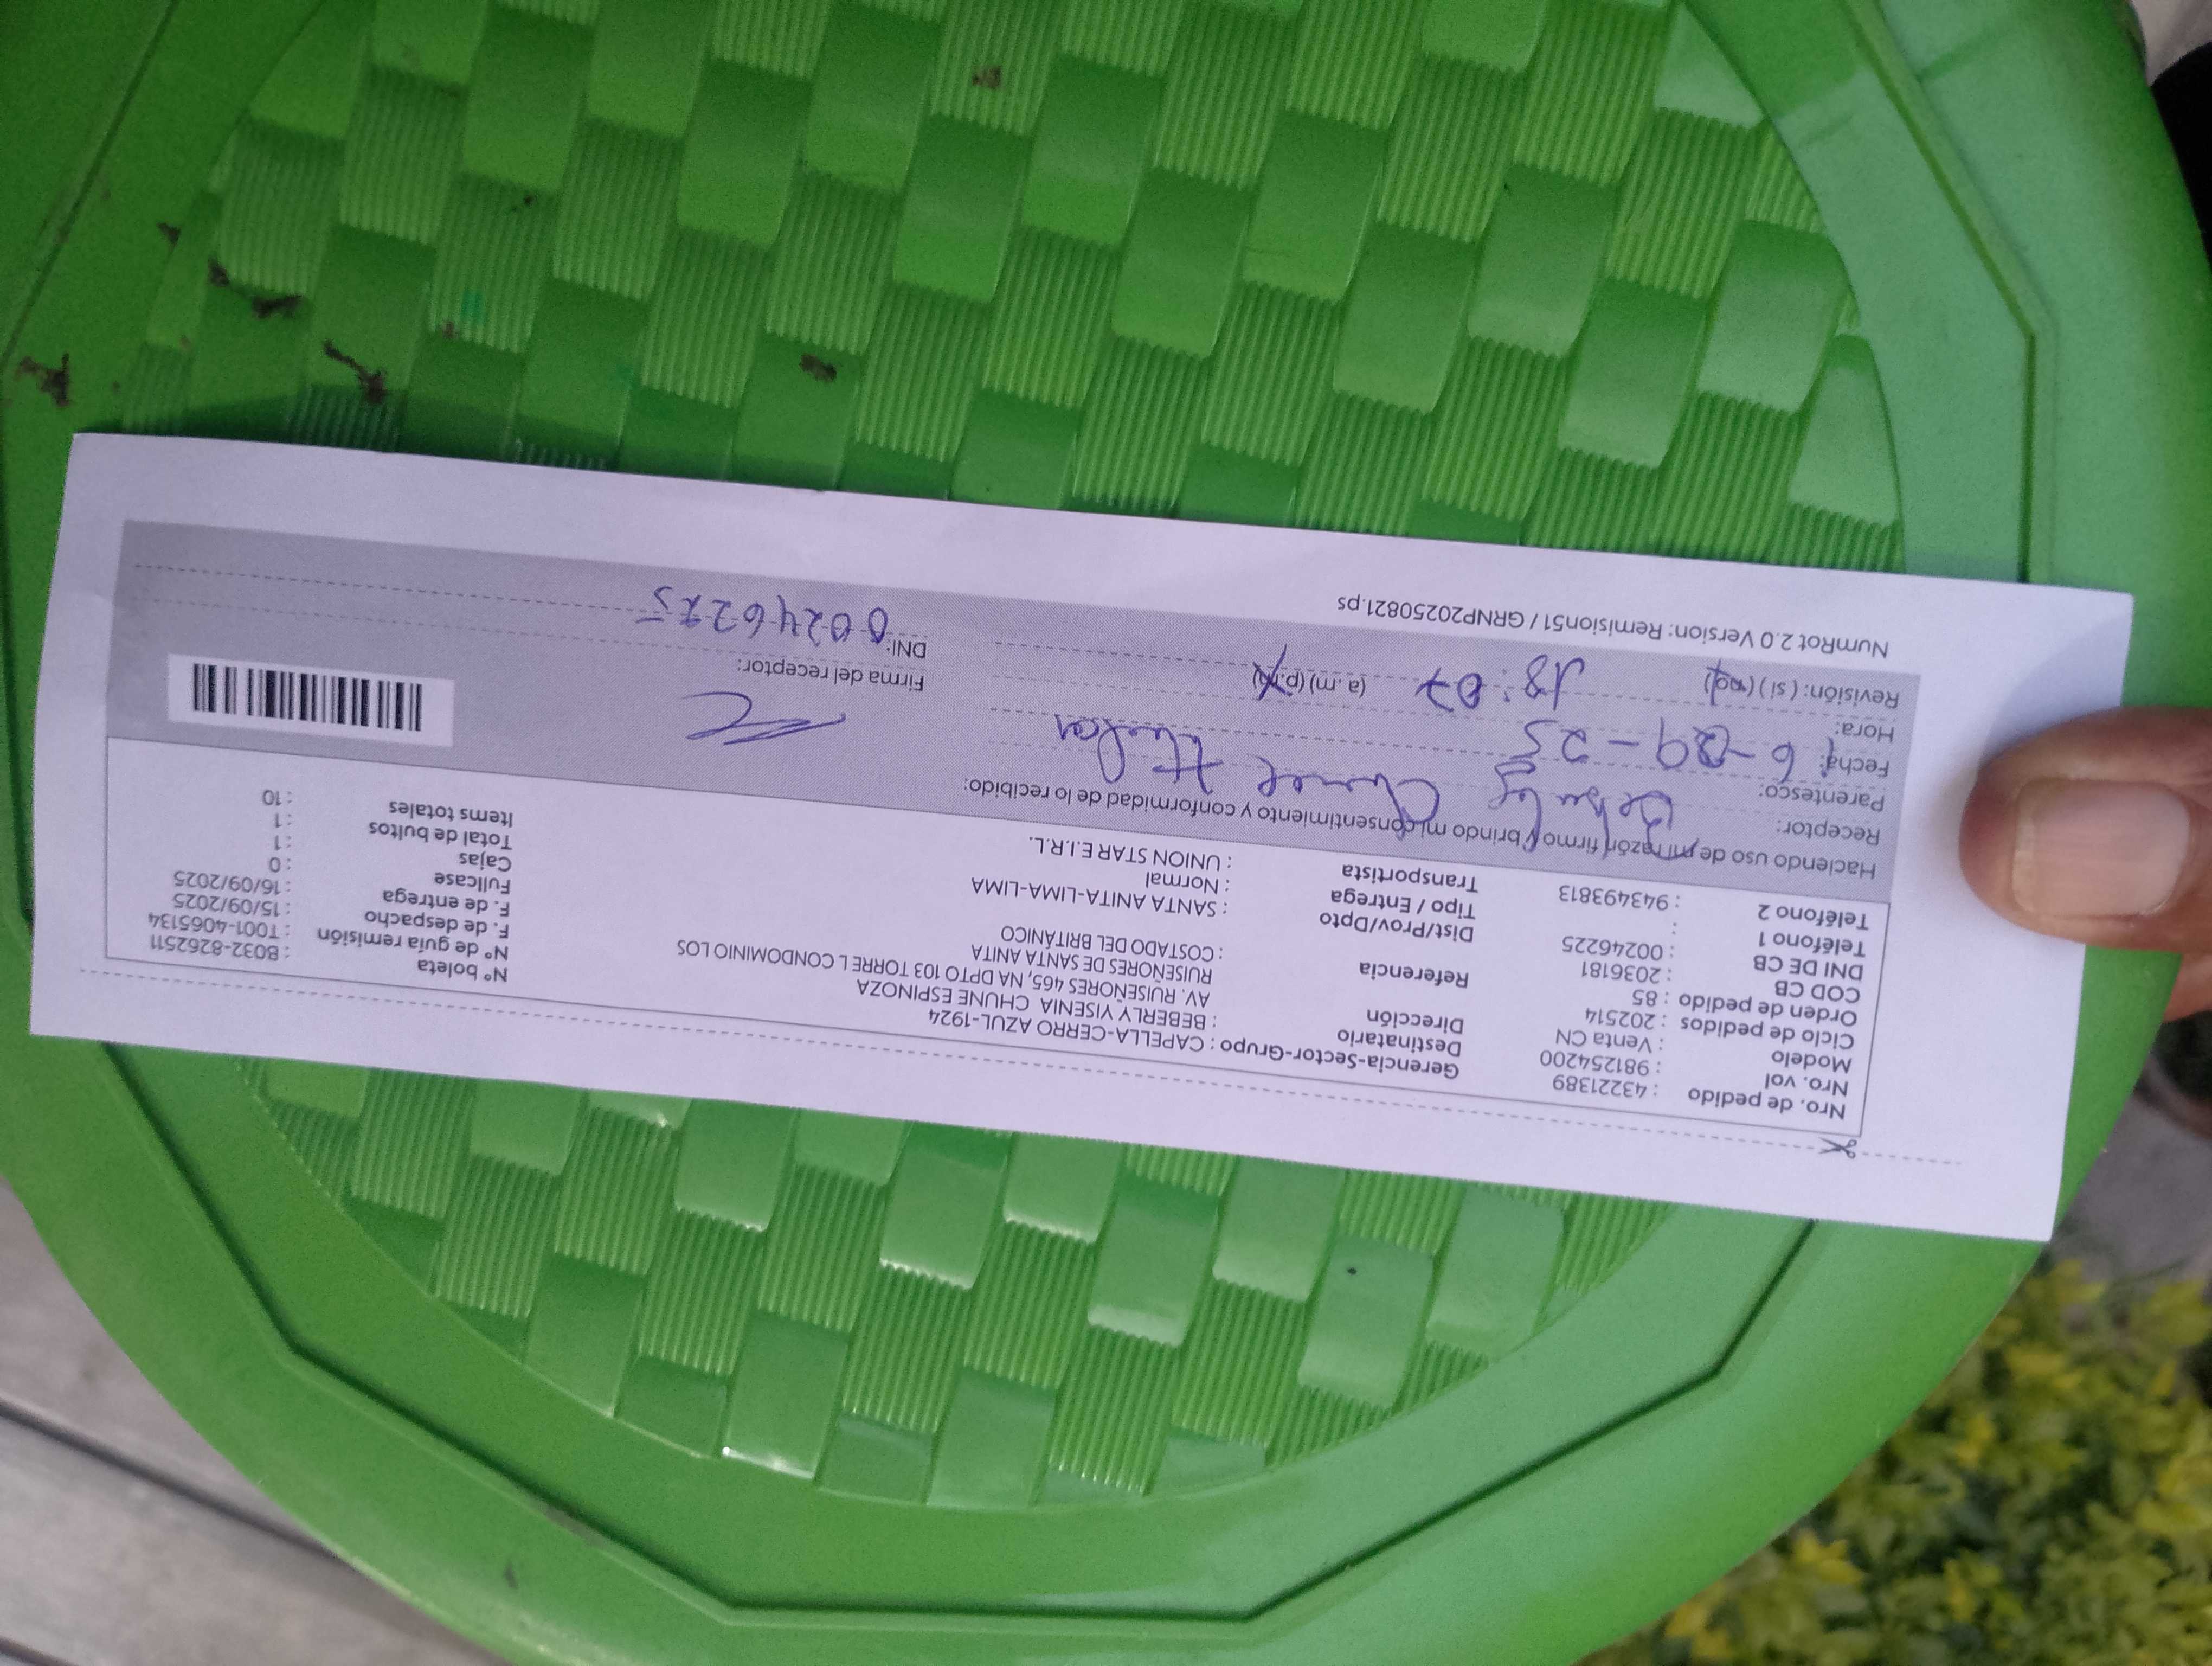 Nro. de pedido : 43221389
Nro. vol : 981254200
Modelo : Venta CN
Ciclo de pedidos : 202514
Orden de pedido : 85
COD CB : 2036181
DNI DE CB : 00246225
Teléfono 1 :
Teléfono 2 : 943493813
Gerencia-Sector-Grupo : CAPELLA-CERRO AZUL-1924
Destinatario : BEBERLY VISENIA CHUNE ESPINOZA
Dirección AV. RUISEÑORES 465, NA DPTO 103 TORRE L CONDOMINIO LOS
RUISEÑORES DE SANTA ANITA
Referencia : COSTADO DEL BRITÁNICO
Dist/Prov/Dpto : SANTA ANITA-LIMA-LIMA
Tipo / Entrega : Normal
Transportista : UNION STAR E.I.R.L.
N° boleta : B032-8262511
N° de guía remisión : T001-4065134
F. de despacho : 15/09/2025
F. de entrega : 16/09/2025
Fullcase : 0
Cajas : 1
Total de bultos : 1
Items totales : 10
Haciendo uso de mi razón firmo y brindo mi consentimiento y conformidad de lo recibido:
Receptor:
Parentesco:
Fecha:
Hora: 18:07 (a.m) (p.m)
Revisión: ( si ) ( no )
Firma del receptor:
DNI:
NumRot 2.0 Version: Remision51 / GRNP20250821.ps